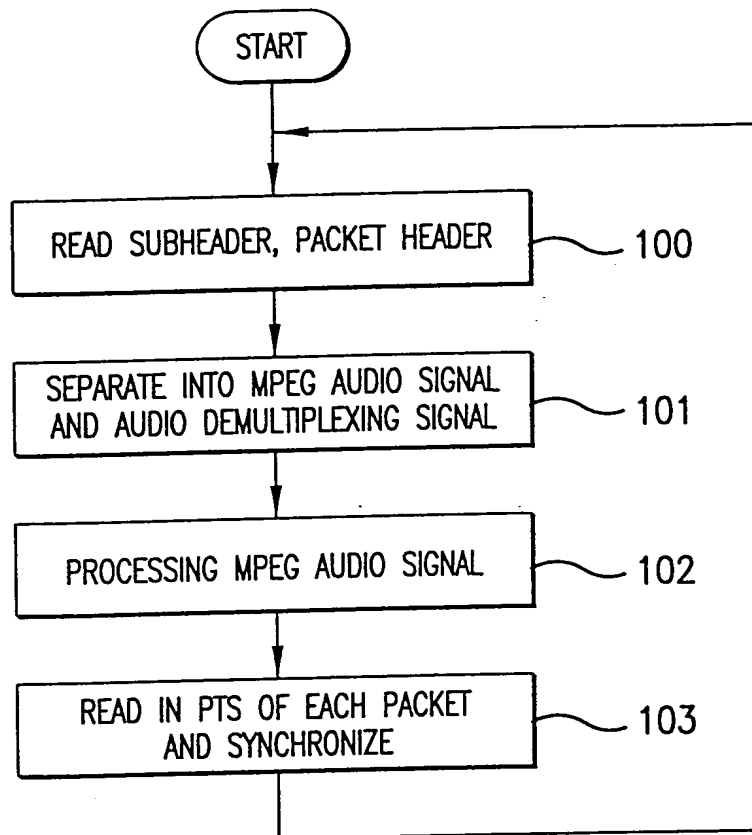 START
READ SUBHEADER, PACKET HEADER
100
SEPARATE INTO MPEG AUDIO SIGNAL
AND AUDIO DEMULTIPLEXING SIGNAL
101
PROCESSING MPEG AUDIO SIGNAL
102
READ IN PTS OF EACH PACKET
AND SYNCHRONIZE
103